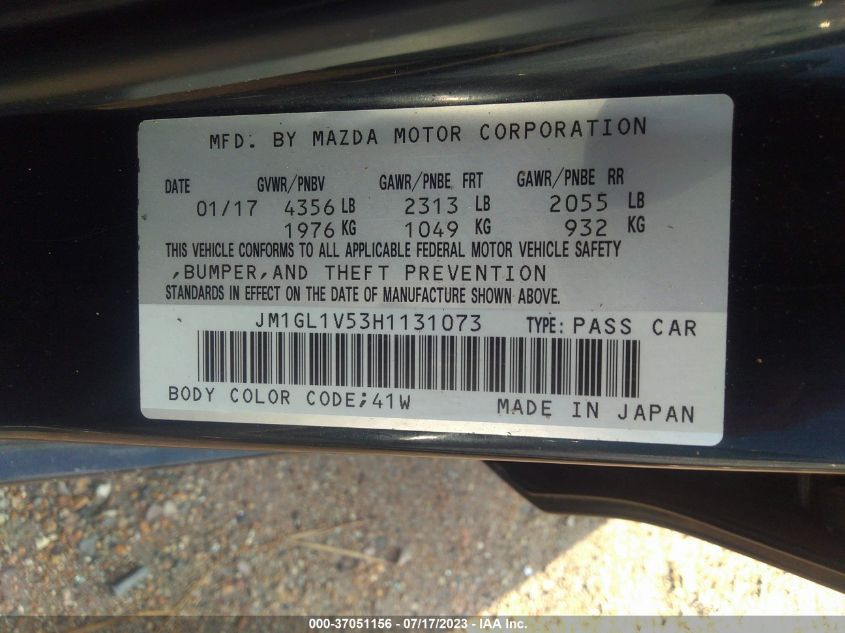 MFD. BY MAZDA MOTOR CORPORATION
DATE GVWR/PNBV GAWR/PNBE FRT GAWR/PNBE RR
01/17 4356 LB 2313 LB 2055 LB
1976 KG 1049 KG 932 KG
THIS VEHICLE CONFORMS TO ALL APPLICABLE FEDERAL MOTOR VEHICLE SAFETY
,BUMPER,AND THEFT PREVENTION
STANDARDS IN EFFECT ON THE DATE OF MANUFACTURE SHOWN ABOVE.
JM1GL1V53H1131073 TYPE: PASS CAR
BODY COLOR CODE;41W MADE IN JAPAN
000-37051156 - 07/17/2023 - IAA Inc.